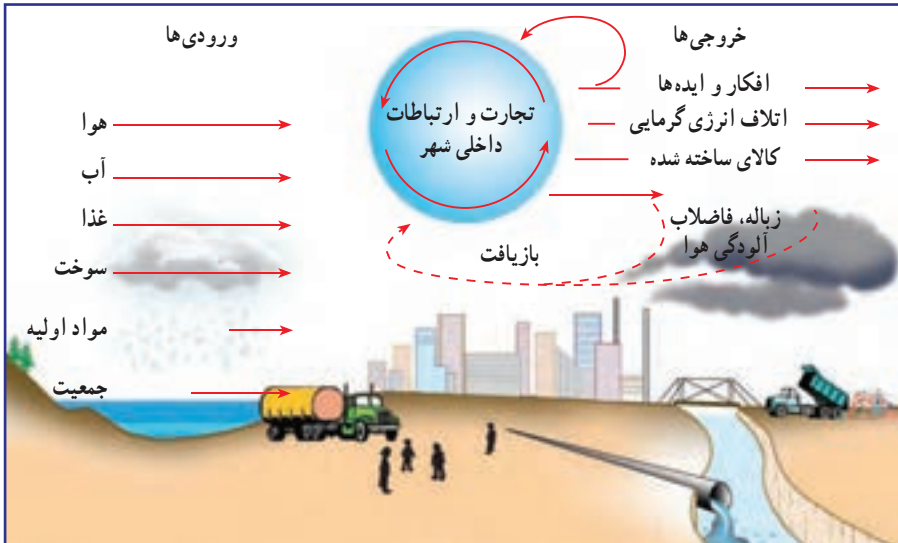 ورودی‌ها
خروجی‌ها
هوا
آب
غذا
سوخت
مواد اولیه
جمعیت
تجارت و ارتباطات
داخلی شهر
افکار و ایده‌ها
اتلاف انرژی گرمایی
کالای ساخته شده
زباله، فاضلاب
آلودگی هوا
بازیافت